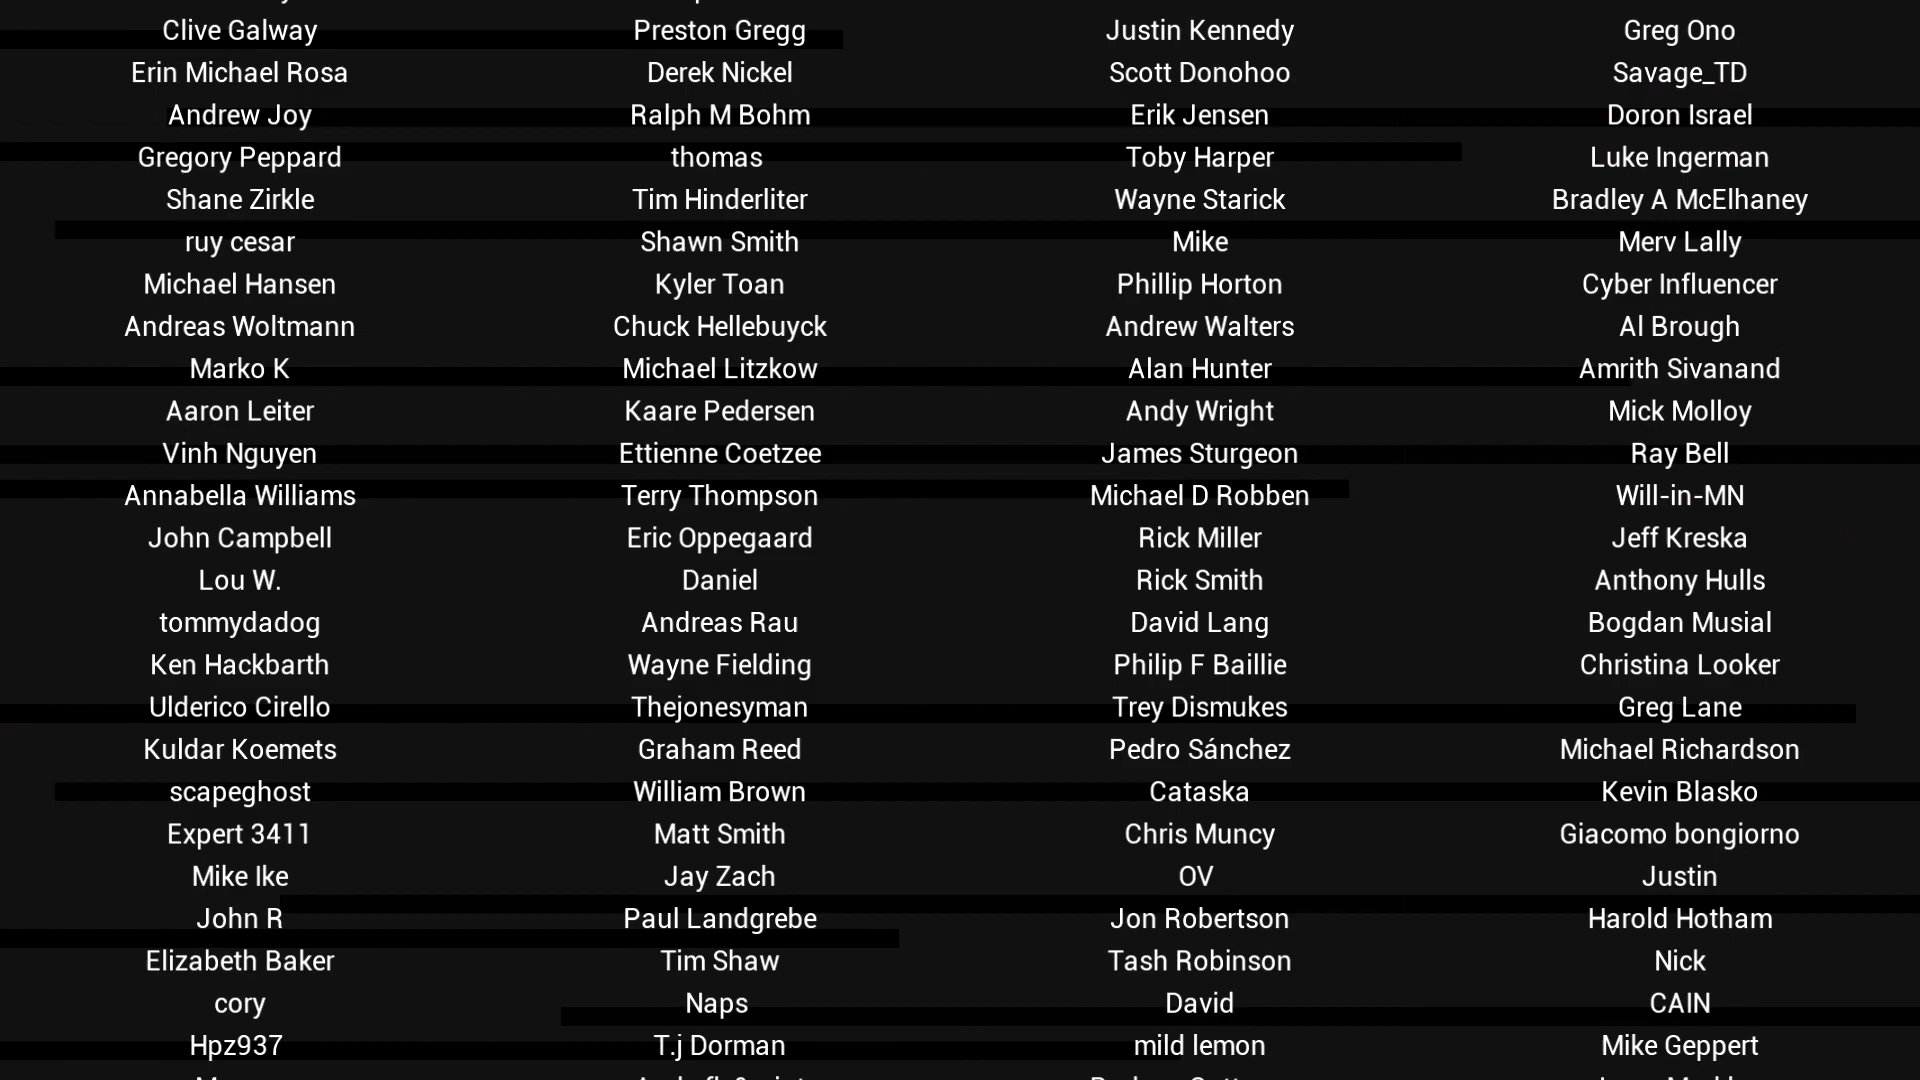 Clive Galway Preston Gregg Justin Kennedy Greg Ono
Erin Michael Rosa Derek Nickel Scott Donohoo Savage_TD
Andrew Joy Ralph M Bohm Erik Jensen Doron Israel
Gregory Peppard thomas Toby Harper Luke Ingerman
Shane Zirkle Tim Hinderliter Wayne Starick Bradley A McElhaney
ruy cesar Shawn Smith Mike Merv Lally
Michael Hansen Kyler Toan Phillip Horton Cyber Influencer
Andreas Woltmann Chuck Hellebuyck Andrew Walters Al Brough
Marko K Michael Litzkow Alan Hunter Amrith Sivanand
Aaron Leiter Kaare Pedersen Andy Wright Mick Molloy
Vinh Nguyen Ettienne Coetzee James Sturgeon Ray Bell
Annabella Williams Terry Thompson Michael D Robben Will-in-MN
John Campbell Eric Oppegaard Rick Miller Jeff Kreska
Lou W. Daniel Rick Smith Anthony Hulls
tommydadog Andreas Rau David Lang Bogdan Musial
Ken Hackbarth Wayne Fielding Philip F Baillie Christina Looker
Ulderico Cirello Thejonesyman Trey Dismukes Greg Lane
Kuldar Koemets Graham Reed Pedro Sánchez Michael Richardson
scapeghost William Brown Cataska Kevin Blasko
Expert 3411 Matt Smith Chris Muncy Giacomo bongiorno
Mike Ike Jay Zach OV Justin
John R Paul Landgrebe Jon Robertson Harold Hotham
Elizabeth Baker Tim Shaw Tash Robinson Nick
cory Naps David CAIN
Hpz937 T.j Dorman mild lemon Mike Geppert